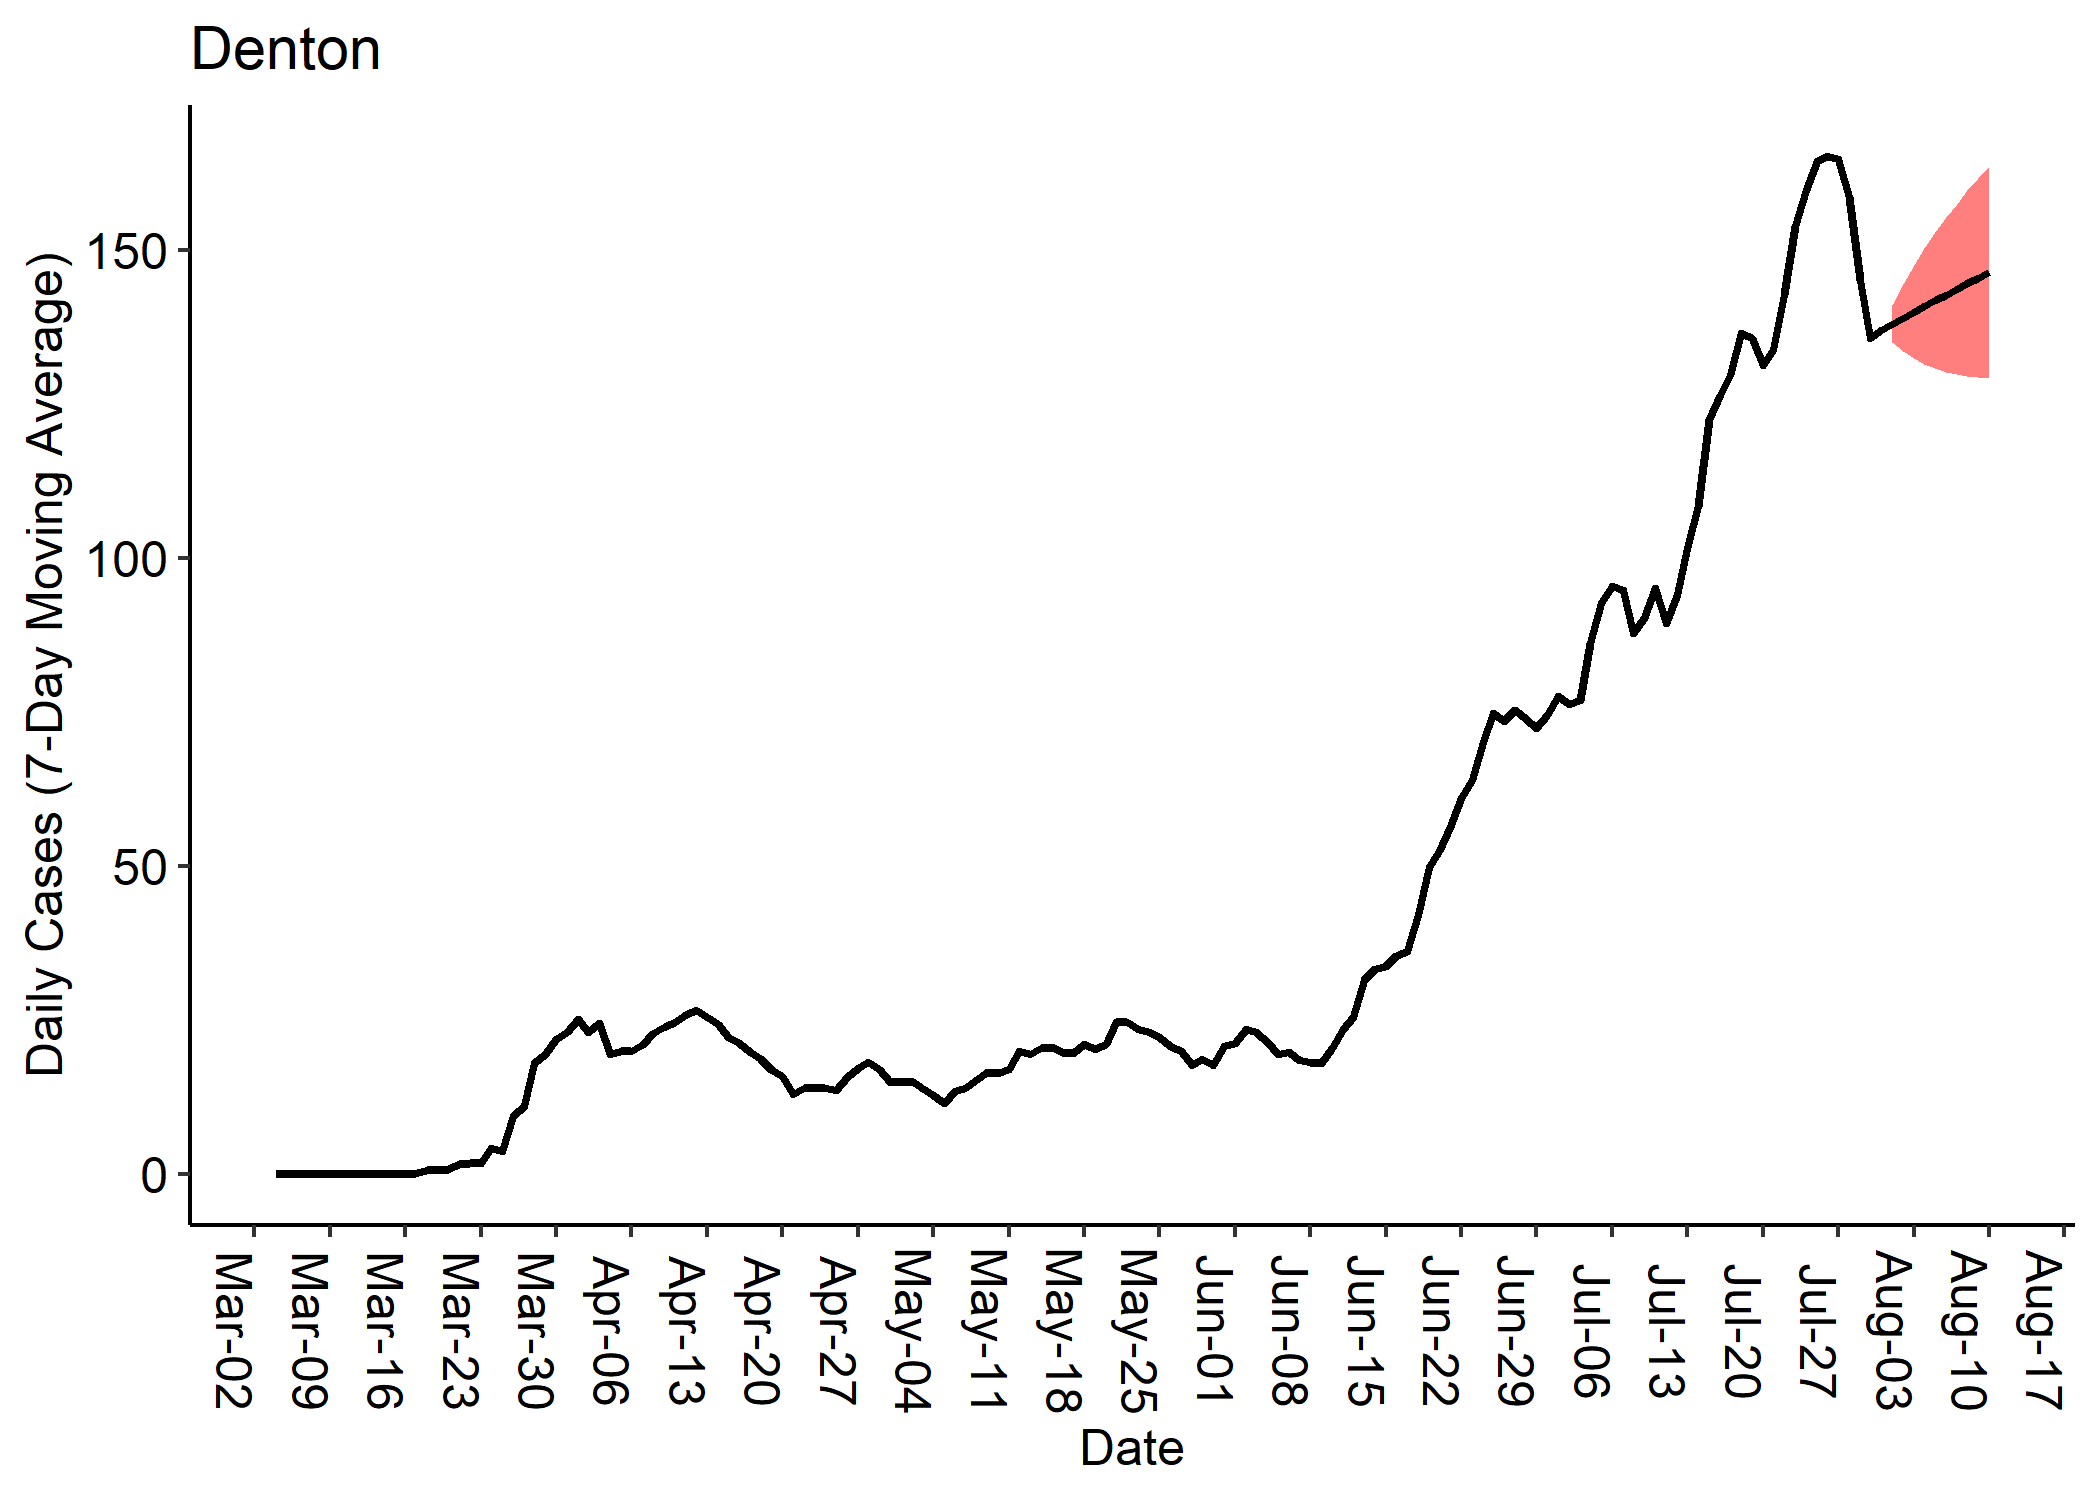 Denton
Daily Cases (7-Day Moving Average)
150
100
50
0
Mar-02
Mar-09
Mar-16
Mar-23
Mar-30
Apr-06
Apr-13
Apr-20
Apr-27
May-04
May-11
May-18
May-25
Jun-01
Jun-08
Jun-15
Jun-22
Jun-29
Jul-06
Jul-13
Jul-20
Jul-27
Aug-03
Aug-10
Aug-17
Date